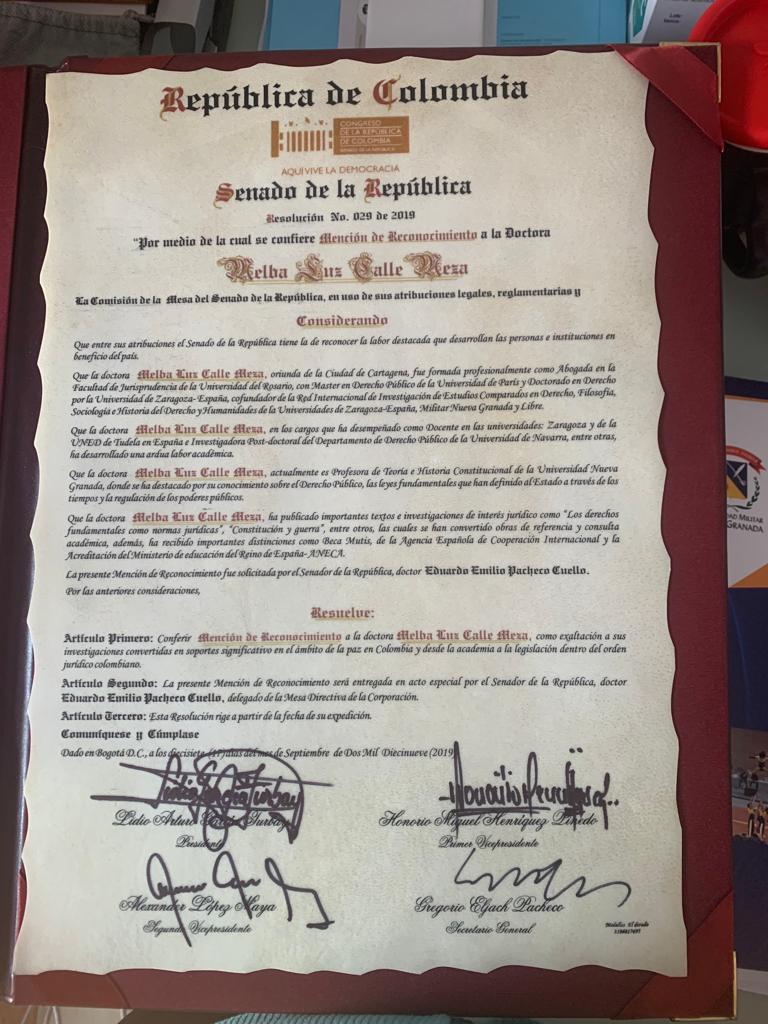 República de Colombia
CONGRESO
DE LA REPÚBLICA
DE COLOMBIA
AQUÍ VIVE LA DEMOCRACIA
Senado de la República
Resolución No. 029 de 2019
"Por medio de la cual se confiere Mención de Reconocimiento a la Doctora
Melba Luz Calle Meza
La Comisión de la Mesa del Senado de la República, en uso de sus atribuciones legales, reglamentarias y
Considerando
Que entre sus atribuciones el Senado de la República tiene la de reconocer la labor destacada que desarrollan las personas e instituciones en
beneficio del país.
Que la doctora Melba Luz Calle Meza, oriunda de la Ciudad de Cartagena, fue formada profesionalmente como Abogada en la
Facultad de Jurisprudencia de la Universidad del Rosario, con Master en Derecho Público de la Universidad de París y Doctorado en Derecho
por la Universidad de Zaragoza-España, cofundador de la Red Internacional de Investigación de Estudios Comparados en Derecho, Filosofía,
Sociología e Historia del Derecho y Humanidades de la Universidades de Zaragoza-España, Militar Nueva Granada y Libre.
Que la doctora Melba Luz Calle Meza, en los cargos que ha desempeñado como Docente en las universidades: Zaragoza y de la
UNED de Tudela en España e Investigadora Post-doctoral del Departamento de Derecho Público de la Universidad de Navarra, entre otras,
ha desarrollado una ardua labor académica.
Que la doctora Melba Luz Calle Meza, actualmente es Profesora de Teoría e Historia Constitucional de la Universidad Nueva
Granada, donde se ha destacado por su conocimiento sobre el Derecho Público, las leyes fundamentales que han definido al Estado a través de los
tiempos y la regulación de los poderes públicos.
Que la doctora Melba Luz Calle Meza, ha publicado importantes textos e investigaciones de interés jurídico como "Los derechos
fundamentales como normas jurídicas", "Constitución y guerra", entre otros, las cuales se han convertido obras de referencia y consulta
académica, además, ha recibido importantes distinciones como Beca Mutis, de la Agencia Española de Cooperación Internacional y la
Acreditación del Ministerio de educación del Reino de España-ANECA.
La presente Mención de Reconocimiento fue solicitada por el Senador de la República, doctor Eduardo Emilio Pacheco Cuello.
Por las anteriores consideraciones,
Resuelve:
Artículo Primero: Conferir Mención de Reconocimiento a la doctora Melba Luz Calle Meza, como exaltación a sus
investigaciones convertidas en soportes significativo en el ámbito de la paz en Colombia y desde la academia a la legislación dentro del orden
jurídico colombiano.
Artículo Segundo: La presente Mención de Reconocimiento será entregada en acto especial por el Senador de la República, doctor
Eduardo Emilio Pacheco Cuello, delegado de la Mesa Directiva de la Corporación.
Artículo Tercero: Esta Resolución rige a partir de la fecha de su expedición.
Comuníquese y Cúmplase
Dado en Bogotá D.C., a los diecisiete (17) días del mes de Septiembre de Dos Mil Diecinueve (2019)
Lidio Arturo García Turbay
Presidente
Honorio Miguel Henriquez Pinedo
Primer Vicepresidente
Alexander López Maya
Segundo Vicepresidente
Gregorio Eljach Pacheco
Secretario General
DAD MILITAR
GRANADA